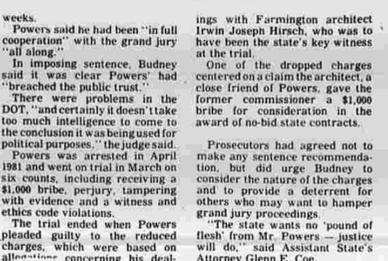 weeks.
Powers said he had been "in full
cooperation" with the grand jury
"all along."
In imposing sentence, Budney
said it was clear Powers' had
"breached the public trust."
There were problems in the
DOT, "and certainly it doesn't take
too much intelligence to come to
the conclusion it was being used for
political purposes," the judge said.
Powers was arrested in April
1981 and went on trial in March on
six counts, including receiving a
$1,000 bribe, perjury, tampering
with evidence and a witness and
ethics code violations.
The trial ended when Powers
pleaded guilty to the reduced
charges, which were based on
allegations concerning his deal-
ings with Farmington architect
Irwin Joseph Hirsch, who was to
have been the state's key witness
at the trial.
One of the dropped charges
centered on a claim the architect, a
close friend of Powers, gave the
former commissioner a $1,000
bribe for consideration in the
award of no-bid state contracts.
Prosecutors had agreed not to
make any sentence recommenda-
tion, but did urge Budney to
consider the nature of the charges
and to provide a deterrent for
others who may want to hamper
grand jury proceedings.
"The state wants no 'pound of
flesh' from Mr. Powers — justice
will do," said Assistant State's
Attorney Glenn E. Coe.